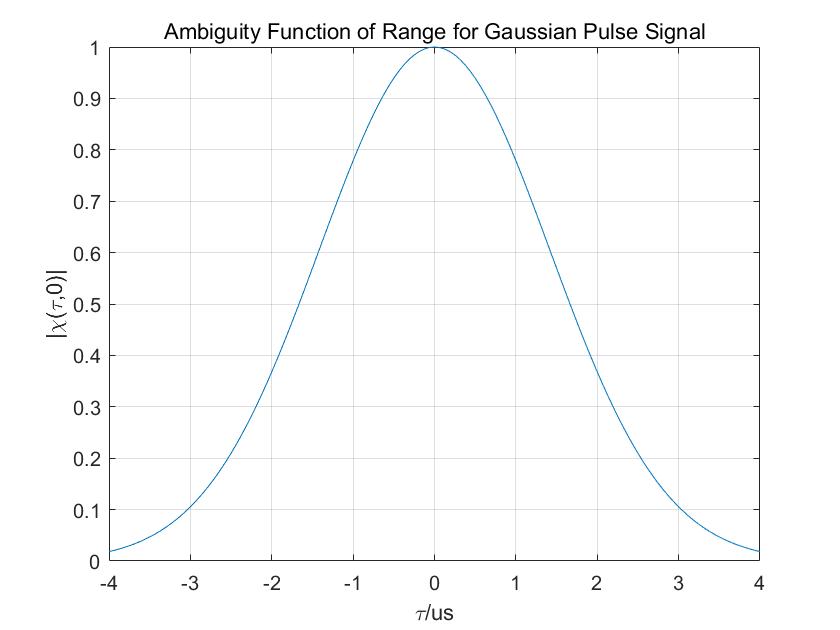 Ambiguity Function of Range for Gaussian Pulse Signal
1
0.9
0.8
0.7
0.6
0.5
0.4
0.3
0.2
0.1
0
|χ(τ,0)|
-4 -3 -2 -1 0 1 2 3 4
τ/us